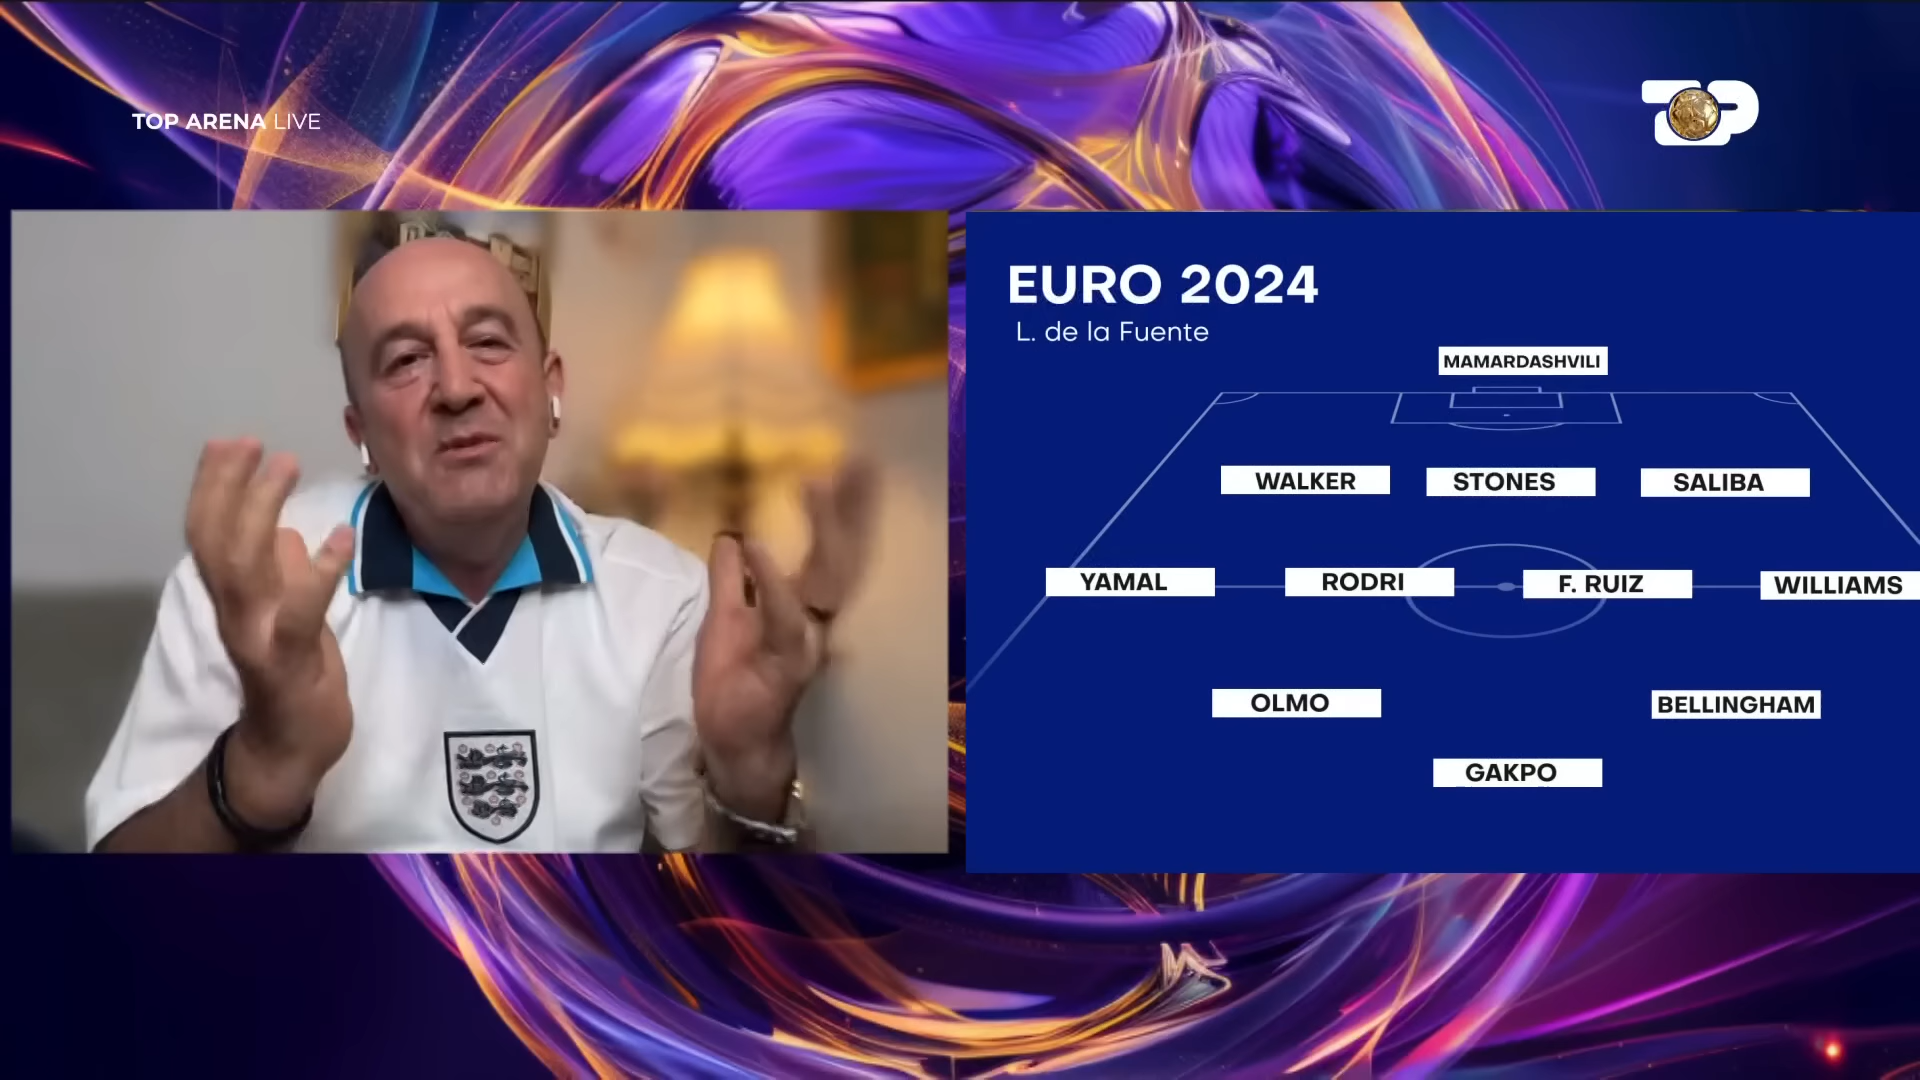 TOP ARENA LIVE
TOP
EURO 2024
L. de la Fuente
MAMARDASHVILI
WALKER STONES SALIBA
YAMAL RODRI F. RUIZ WILLIAMS
OLMO BELLINGHAM
GAKPO